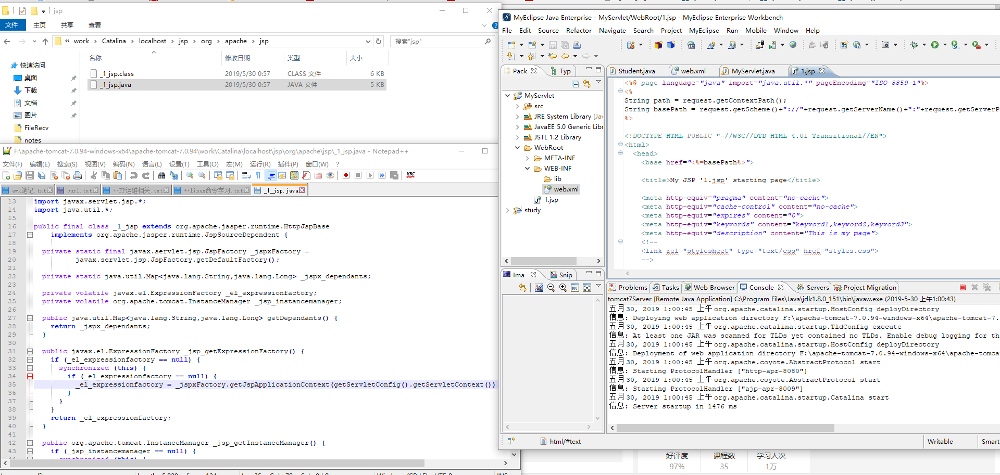 jsp
文件 主页 共享 查看
« work › Catalina › localhost › jsp › org › apache › jsp
搜索"jsp"
名称 修改日期 类型 大小
快速访问
桌面
下载
文档
图片
FileRecv
notes
_1_jsp.class 2019/5/30 0:57 CLASS 文件 6 KB
_1_jsp.java 2019/5/30 0:57 JAVA 文件 5 KB
F:\apache-tomcat-7.0.94-windows-x64\apache-tomcat-7.0.94\work\Catalina\localhost\jsp\org\apache\jsp\_1_jsp.java - Notepad++
文件(F) 编辑(E) 搜索(S) 视图(V) 编码(N) 语言(L) 设置(T) 工具(O) 宏(M) 运行(R) 插件(P) 窗口(W) ?
awk笔记.txt curl.txt ++FP运维相关.txt ++linux命令学习.txt _1_jsp.java
13 import javax.servlet.jsp.*;
14 import java.util.*;
15
16 public final class _1_jsp extends org.apache.jasper.runtime.HttpJspBase
17 implements org.apache.jasper.runtime.JspSourceDependent {
18
19 private static final javax.servlet.jsp.JspFactory _jspxFactory =
20 javax.servlet.jsp.JspFactory.getDefaultFactory();
21
22 private static java.util.Map<java.lang.String,java.lang.Long> _jspx_dependants;
23
24 private volatile javax.el.ExpressionFactory _el_expressionfactory;
25 private volatile org.apache.tomcat.InstanceManager _jsp_instancemanager;
26
27 public java.util.Map<java.lang.String,java.lang.Long> getDependants() {
28 return _jspx_dependants;
29 }
30
31 public javax.el.ExpressionFactory _jsp_getExpressionFactory() {
32 if (_el_expressionfactory == null) {
33 synchronized (this) {
34 if (_el_expressionfactory == null) {
35 _el_expressionfactory = _jspxFactory.getJspApplicationContext(getServletConfig().getServletContext())
36 }
37 }
38 }
39 return _el_expressionfactory;
40 }
41
42 public org.apache.tomcat.InstanceManager _jsp_getInstanceManager() {
43 if (_jsp_instancemanager == null) {
MyEclipse Java Enterprise - MyServlet/WebRoot/1.jsp - MyEclipse Enterprise Workbench
File Edit Source Refactor Navigate Search Project MyEclipse Run Mobile Window Help
Pack Typ
MyServlet
src
JRE System Library [Jav
JavaEE 5.0 Generic Libr
JSTL 1.2 Library
WebRoot
META-INF
WEB-INF
lib
web.xml
1.jsp
study
Ima Snip
Student.java web.xml MyServlet.java 1.jsp
<%@ page language="java" import="java.util.*" pageEncoding="ISO-8859-1"%>
<%
String path = request.getContextPath();
String basePath = request.getScheme()+"://"+request.getServerName()+":"+request.getServerP
%>
<!DOCTYPE HTML PUBLIC "-//W3C//DTD HTML 4.01 Transitional//EN">
<html>
<head>
<base href="<%=basePath%>">
<title>My JSP '1.jsp' starting page</title>
<meta http-equiv="pragma" content="no-cache">
<meta http-equiv="cache-control" content="no-cache">
<meta http-equiv="expires" content="0">
<meta http-equiv="keywords" content="keyword1,keyword2,keyword3">
<meta http-equiv="description" content="This is my page">
<!--
<link rel="stylesheet" type="text/css" href="styles.css">
-->
Problems Tasks Web Browser Console Servers Project Migration
tomcat7Server [Remote Java Application] C:\Program Files\Java\jdk1.8.0_151\bin\javaw.exe (2019-5-30 上午1:00:43)
五月 30, 2019 1:00:45 上午 org.apache.catalina.startup.HostConfig deployDirectory
信息: Deploying web application directory F:\apache-tomcat-7.0.94-windows-x64\apache-tomcat-7.
五月 30, 2019 1:00:45 上午 org.apache.catalina.startup.TldConfig execute
信息: At least one JAR was scanned for TLDs yet contained no TLDs. Enable debug logging for th
五月 30, 2019 1:00:45 上午 org.apache.catalina.startup.HostConfig deployDirectory
信息: Deployment of web application directory F:\apache-tomcat-7.0.94-windows-x64\apache-tomca
五月 30, 2019 1:00:45 上午 org.apache.coyote.AbstractProtocol start
信息: Starting ProtocolHandler ["http-apr-8080"]
五月 30, 2019 1:00:45 上午 org.apache.coyote.AbstractProtocol start
信息: Starting ProtocolHandler ["ajp-apr-8009"]
五月 30, 2019 1:00:45 上午 org.apache.catalina.startup.Catalina start
信息: Server startup in 1476 ms
html/#text Writable Smart
好评度 课程数 学习人次
97% 35 1万